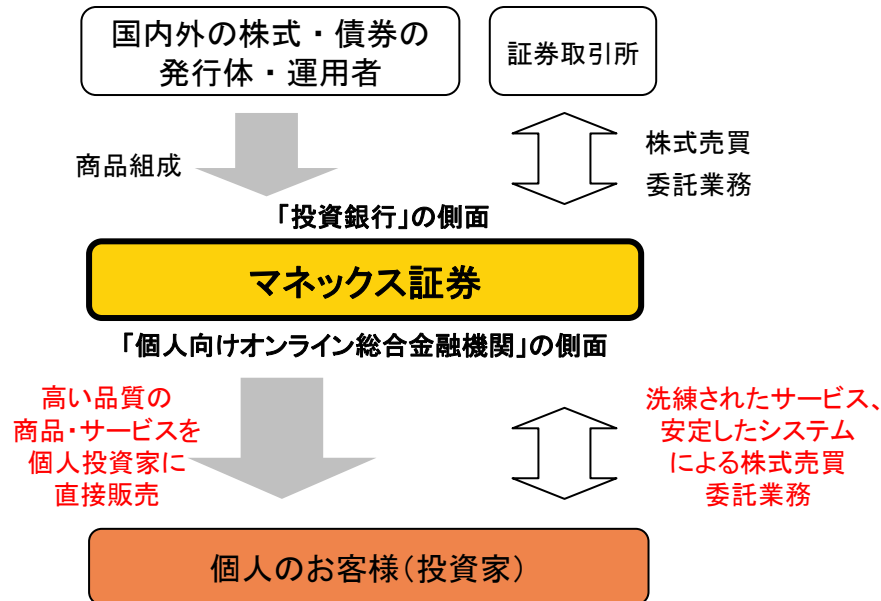 国内外の株式・債券の
発行体・運用者
証券取引所
商品組成
株式売買
委託業務
「投資銀行」の側面
マネックス証券
「個人向けオンライン総合金融機関」の側面
高い品質の
商品・サービスを
個人投資家に
直接販売
洗練されたサービス、
安定したシステム
による株式売買
委託業務
個人のお客様（投資家）